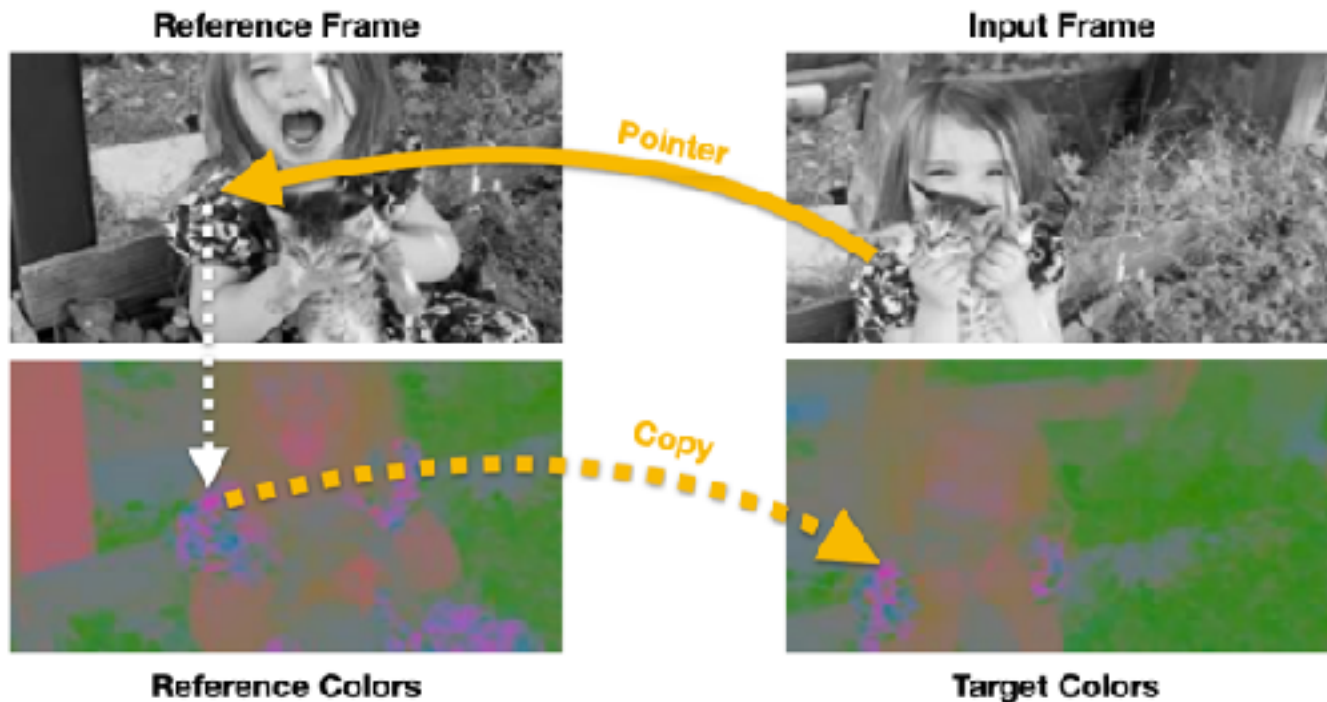 Reference Frame
Input Frame
Pointer
Copy
Reference Colors
Target Colors